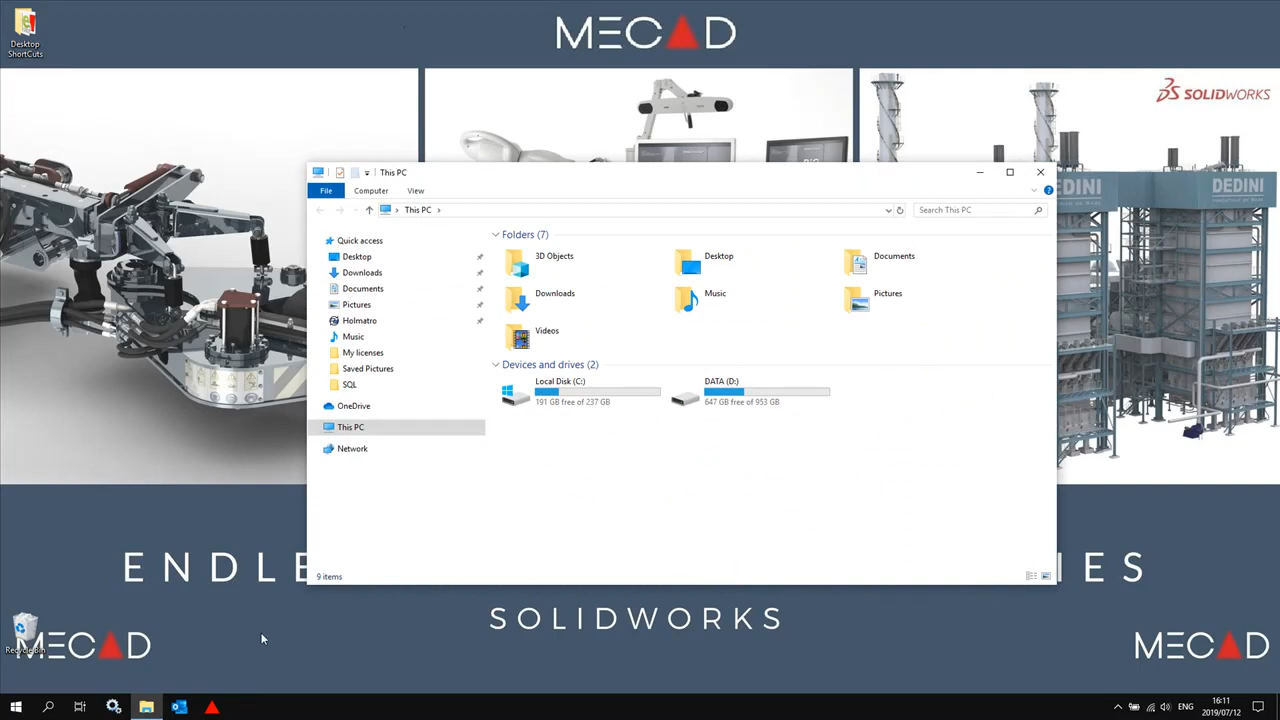 Desktop
ShortCuts
MECAD
SOLIDWORKS
DEDINI
DEDINI
This PC
File
Computer
View
This PC
Search This PC
Quick access
Desktop
Downloads
Documents
Pictures
Holmatro
Music
My licenses
Saved Pictures
SQL
OneDrive
This PC
Network
Folders (7)
3D Objects
Desktop
Documents
Downloads
Music
Pictures
Videos
Devices and drives (2)
Local Disk (C:)
191 GB free of 237 GB
DATA (D:)
647 GB free of 953 GB
9 items
ENDLE
IES
SOLIDWORKS
Recycle Bin
MECAD
MECAD
ENG
16:11
2019/07/12